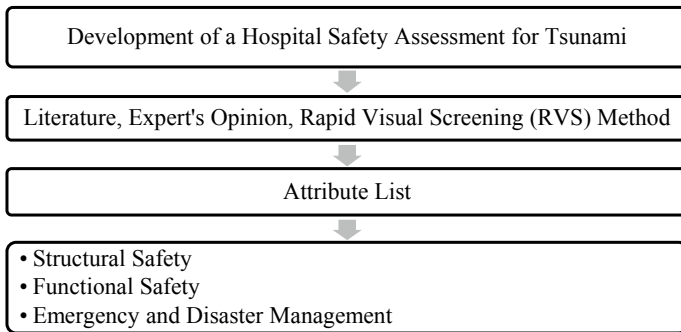 Development of a Hospital Safety Assessment for Tsunami
Literature, Expert's Opinion, Rapid Visual Screening (RVS) Method
Attribute List
• Structural Safety
• Functional Safety
• Emergency and Disaster Management